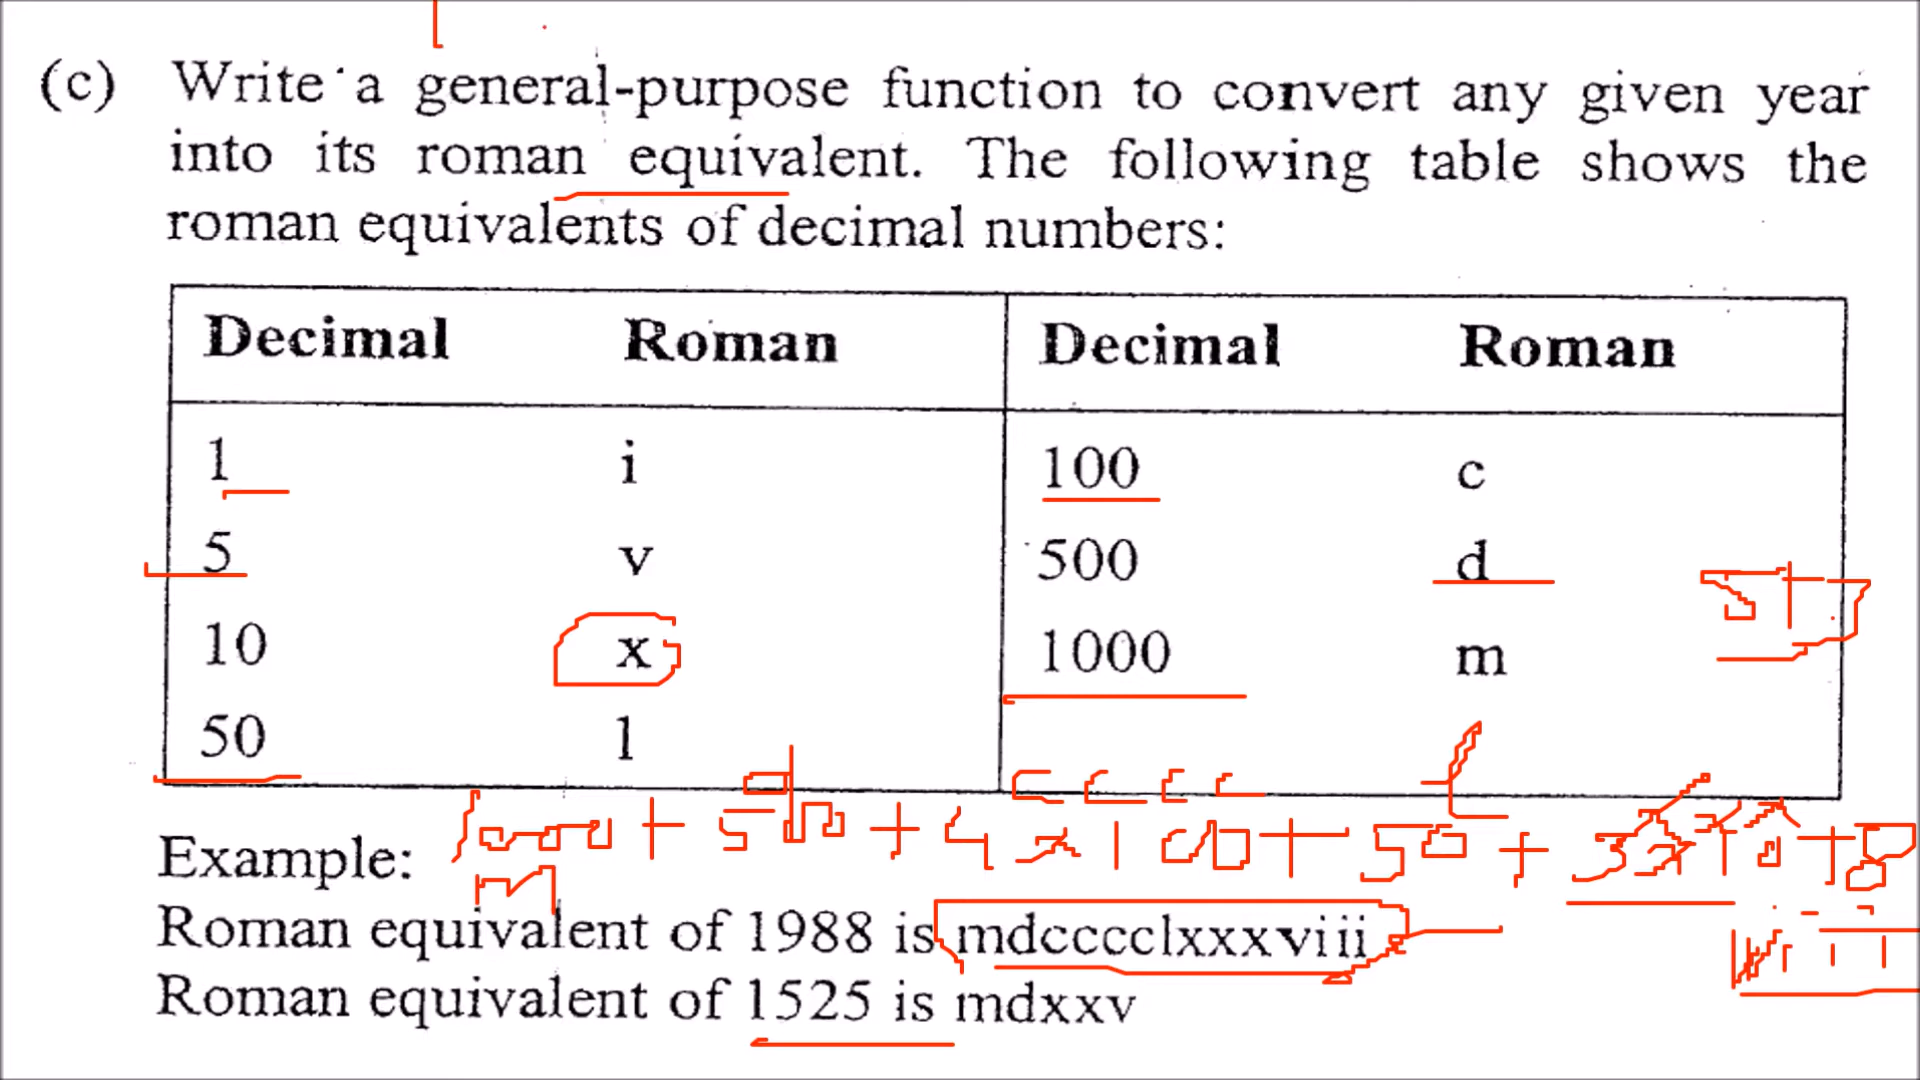 (c) Write a general-purpose function to convert any given year
into its roman equivalent. The following table shows the
roman equivalents of decimal numbers:
Decimal Roman Decimal Roman
1 i 100 c
5 v 500 d
10 x 1000 m
50 l
Example:
Roman equivalent of 1988 is mdcccclxxxviii
Roman equivalent of 1525 is mdxxv